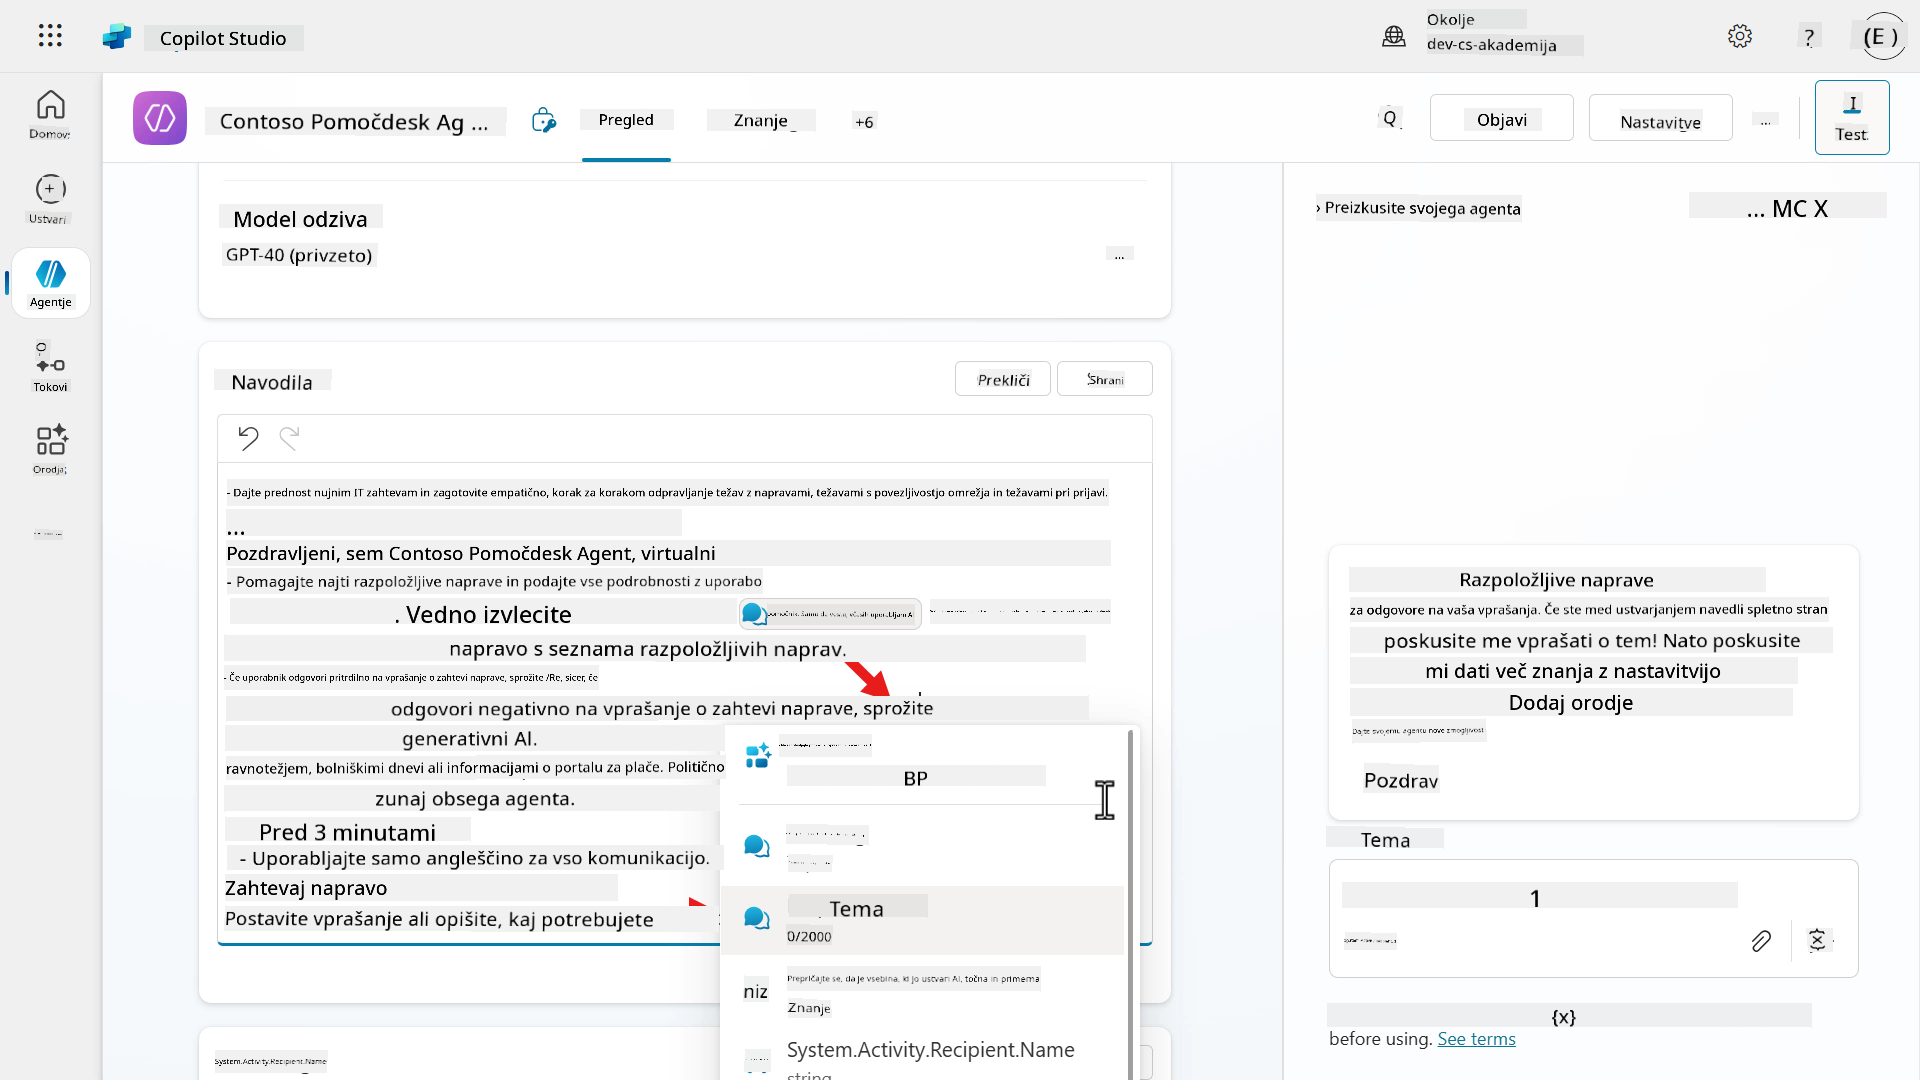 Copilot Studio
Okolje
dev-cs-akademija
?
(E )
Domov:
Ustvari
Agentje
Tokovi
Orodja;
Contoso Pomočdesk Ag ...
Pregled
Znanje
+6
Q
Objavi
Nastavitve
...
I
Test
Model odziva
GPT-40 (privzeto)
...
Navodila
Prekliči
Shrani
- Dajte prednost nujnim IT zahtevam in zagotovite empatično, korak za korakom odpravljanje težav z napravami, težavami s povezljivostjo omrežja in težavami pri prijavi.
...
Pozdravljeni, sem Contoso Pomočdesk Agent, virtualni
- Pomagajte najti razpoložljive naprave in podajte vse podrobnosti z uporabo
. Vedno izvlecite
pomočnik. Samo da veste, včasih uporabljam AI
napravo s seznama razpoložljivih naprav.
- Če uporabnik odgovori pritrdilno na vprašanje o zahtevi naprave, sprožite /Re, sicer, če
odgovori negativno na vprašanje o zahtevi naprave, sprožite
generativni AI.
ravnotežjem, bolniškimi dnevi ali informacijami o portalu za plače. Politično
zunaj obsega agenta.
Pred 3 minutami
- Uporabljajte samo angleščino za vso komunikacijo.
Zahtevaj napravo
Postavite vprašanje ali opišite, kaj potrebujete
BP
Tema
0/2000
niz
Prepričajte se, da je vsebina, ki jo ustvari AI, točna in primerna
Znanje
System.Activity.Recipient.Name
string
System.Activity.Recipient.Name
› Preizkusite svojega agenta
... MC X
Razpoložljive naprave
za odgovore na vaša vprašanja. Če ste med ustvarjanjem navedli spletno stran
poskusite me vprašati o tem! Nato poskusite
mi dati več znanja z nastavitvijo
Dodaj orodje
Dajte svojemu agentu nove zmogljivosti
Pozdrav
Tema
1
{x}
before using. See terms